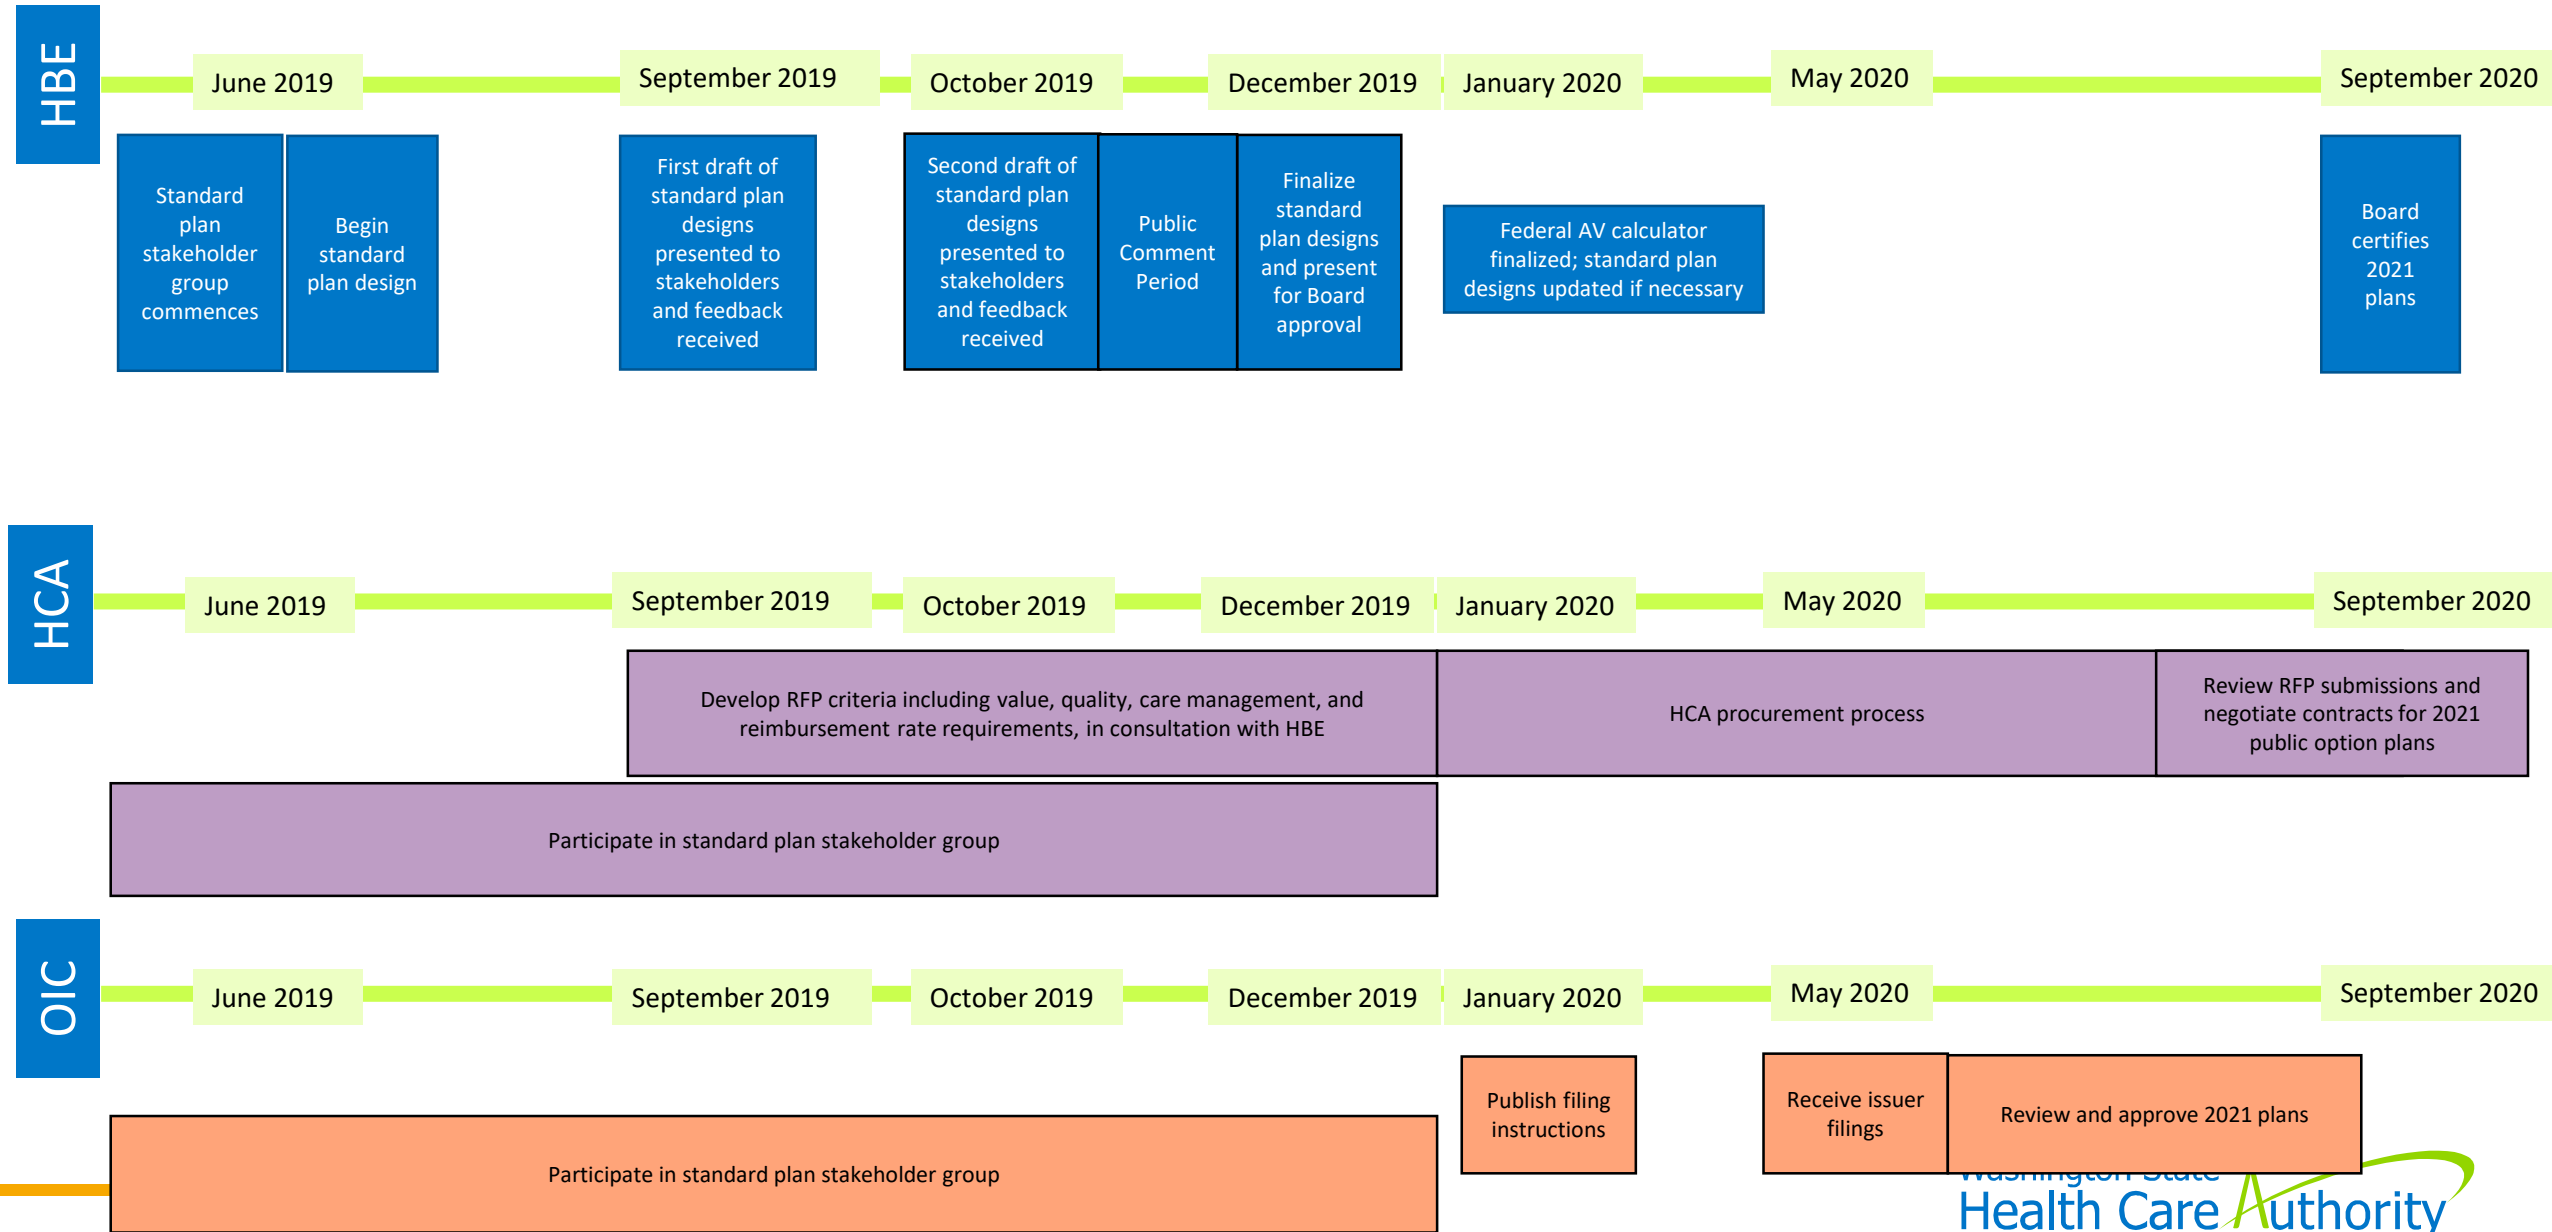 HBE
June 2019
September 2019
October 2019
December 2019
January 2020
May 2020
September 2020
Standard
plan
stakeholder
group
commences
Begin
standard
plan design
First draft of
standard plan
designs
presented to
stakeholders
and feedback
received
Second draft of
standard plan
designs
presented to
stakeholders
and feedback
received
Public
Comment
Period
Finalize
standard
plan designs
and present
for Board
approval
Federal AV calculator
finalized; standard plan
designs updated if necessary
Board
certifies
2021
plans
HCA
June 2019
September 2019
October 2019
December 2019
January 2020
May 2020
September 2020
Develop RFP criteria including value, quality, care management, and
reimbursement rate requirements, in consultation with HBE
HCA procurement process
Review RFP submissions and
negotiate contracts for 2021
public option plans
Participate in standard plan stakeholder group
OIC
June 2019
September 2019
October 2019
December 2019
January 2020
May 2020
September 2020
Publish filing
instructions
Receive issuer
filings
Review and approve 2021 plans
Participate in standard plan stakeholder group
Washington State
Health Care Authority